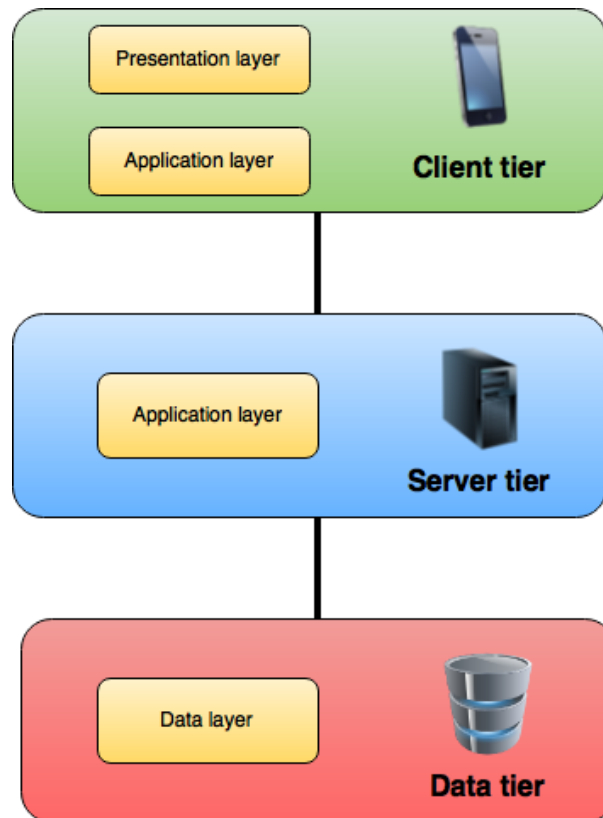 Presentation layer
Application layer
Client tier
Application layer
Server tier
Data layer
Data tier